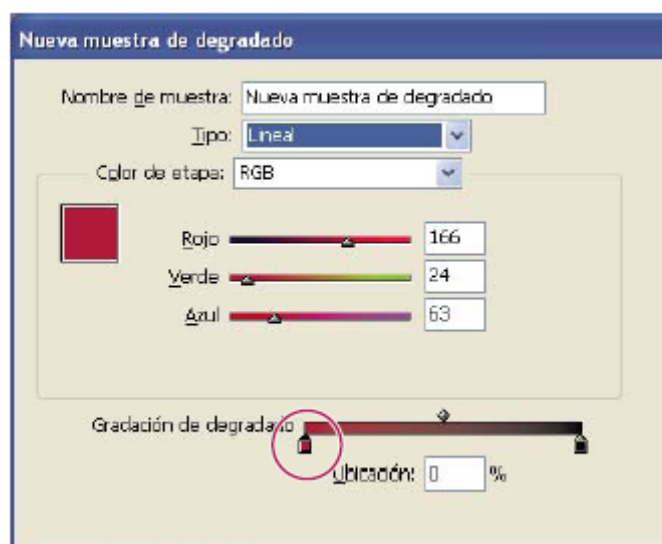 Nueva muestra de degradado
Nombre de muestra: Nueva muestra de degradado
Tipo: Lineal
Color de etapa: RGB
Rojo 166
Verde 24
Azul 63
Gradación de degradado
Ubicación: 0 %